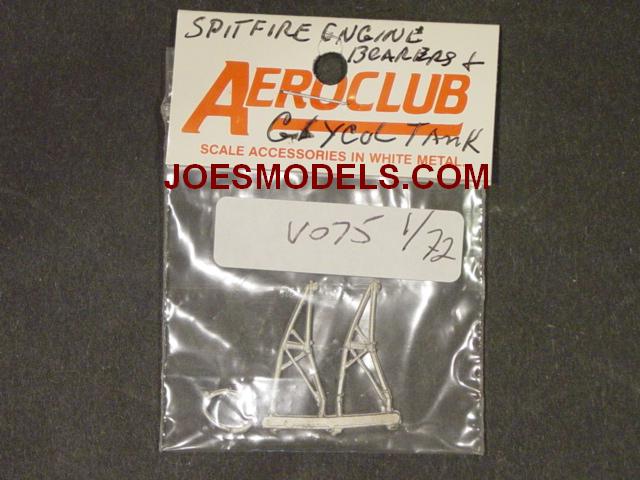 SPITFIRE ENGINE
BEARERS &
AEROCLUB
GLYCOL TANK
SCALE ACCESSORIES IN WHITE METAL
JOESMODELS.COM
V075 1/72